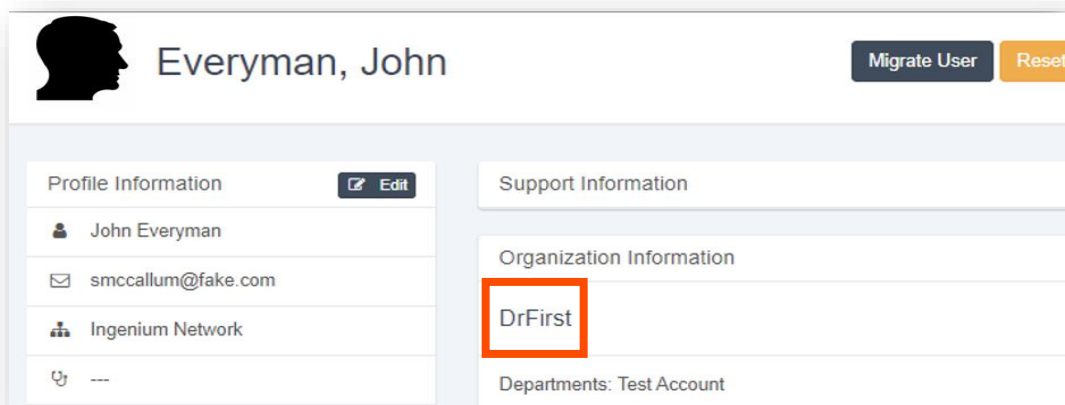 Everyman, John
Migrate User
Reset
Profile Information
Edit
John Everyman
smccallum@fake.com
Ingenium Network
---
Support Information
Organization Information
DrFirst
Departments: Test Account